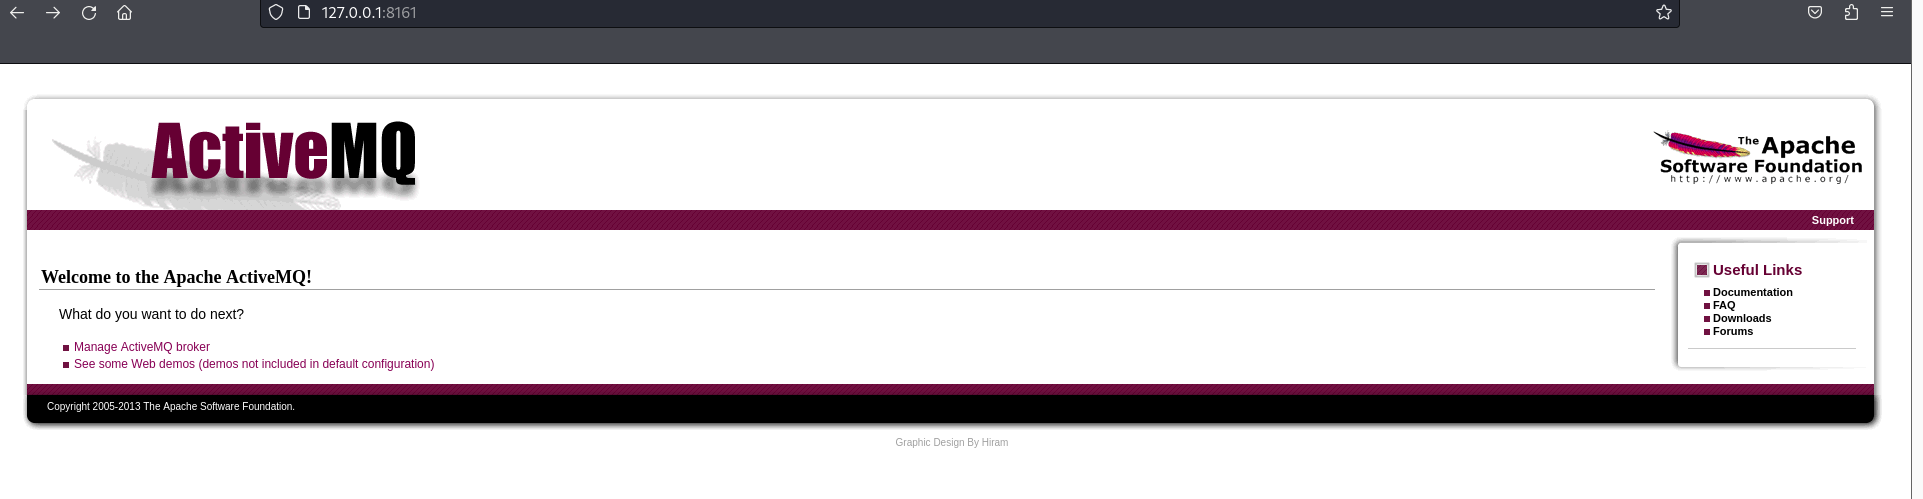 127.0.0.1:8161
ActiveMQ
The Apache
Software Foundation
http://www.apache.org/
Support
Welcome to the Apache ActiveMQ!
What do you want to do next?
Manage ActiveMQ broker
See some Web demos (demos not included in default configuration)
Useful Links
Documentation
FAQ
Downloads
Forums
Copyright 2005-2013 The Apache Software Foundation.
Graphic Design By Hiram